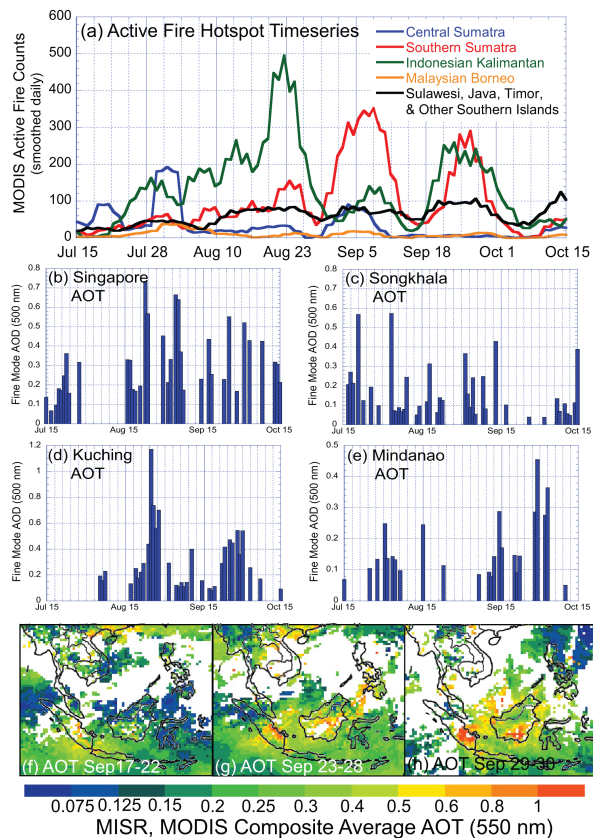 (a) Active Fire Hotspot Timeseries
Central Sumatra
Southern Sumatra
Indonesian Kalimantan
Malaysian Borneo
Sulawesi, Java, Timor,
& Other Southern Islands
MODIS Active Fire Counts
(smoothed daily)
600
500
400
300
200
100
0
Jul 15 Jul 28 Aug 10 Aug 23 Sep 5 Sep 18 Oct 1 Oct 15
(b) Singapore
AOT
Fine Mode AOD (500 nm)
0.8
0.7
0.6
0.5
0.4
0.3
0.2
0.1
0
Jul 15 Aug 15 Sep 15 Oct 15
(c) Songkhala
AOT
Fine Mode AOD (500 nm)
0.8
0.7
0.6
0.5
0.4
0.3
0.2
0.1
0
Jul 15 Aug 15 Sep 15 Oct 15
(d) Kuching
AOT
Fine Mode AOD (500 nm)
1.2
1
0.8
0.6
0.4
0.2
0
Jul 15 Aug 15 Sep 15 Oct 15
(e) Mindanao
AOT
Fine Mode AOD (500 nm)
0.5
0.4
0.3
0.2
0.1
0
Jul 15 Aug 15 Sep 15 Oct 15
(f) AOT Sep17-22
(g) AOT Sep 23-28
(h) AOT Sep 29-30
0.075 0.125 0.15 0.2 0.25 0.3 0.4 0.5 0.6 0.8 1
MISR, MODIS Composite Average AOT (550 nm)